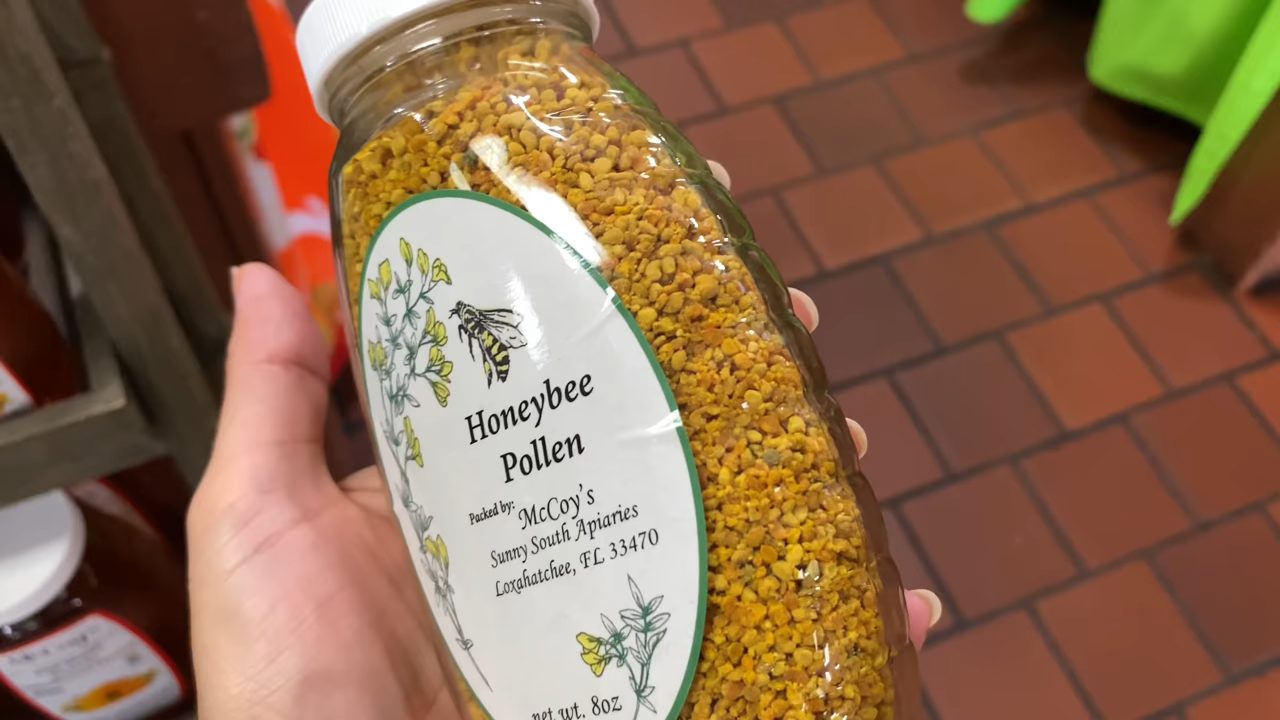 Honeybee
Pollen
Packed by: McCoy's
Sunny South Apiaries
Loxahatchee, FL 33470
net wt. 8oz